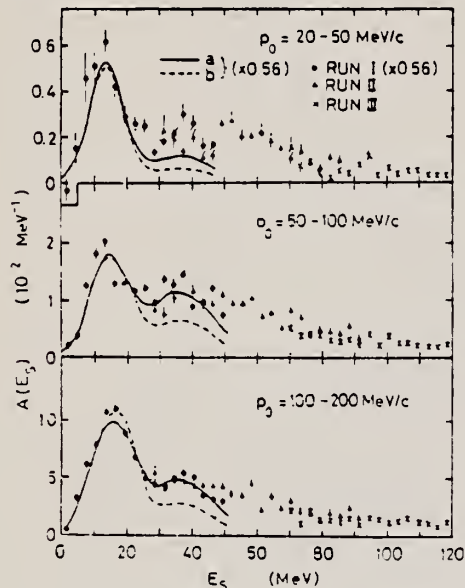 0.6
0.4
0.2
0
p₀ = 20 - 50 MeV/c
a
b
(x0.56)
RUN I (x0.56)
RUN II
RUN III
2
1
0
p₀ = 50 - 100 MeV/c
10
5
0
p₀ = 100 - 200 MeV/c
A(Eₛ) (10² MeV⁻¹)
0 20 40 60 80 100 120
Eₛ (MeV)